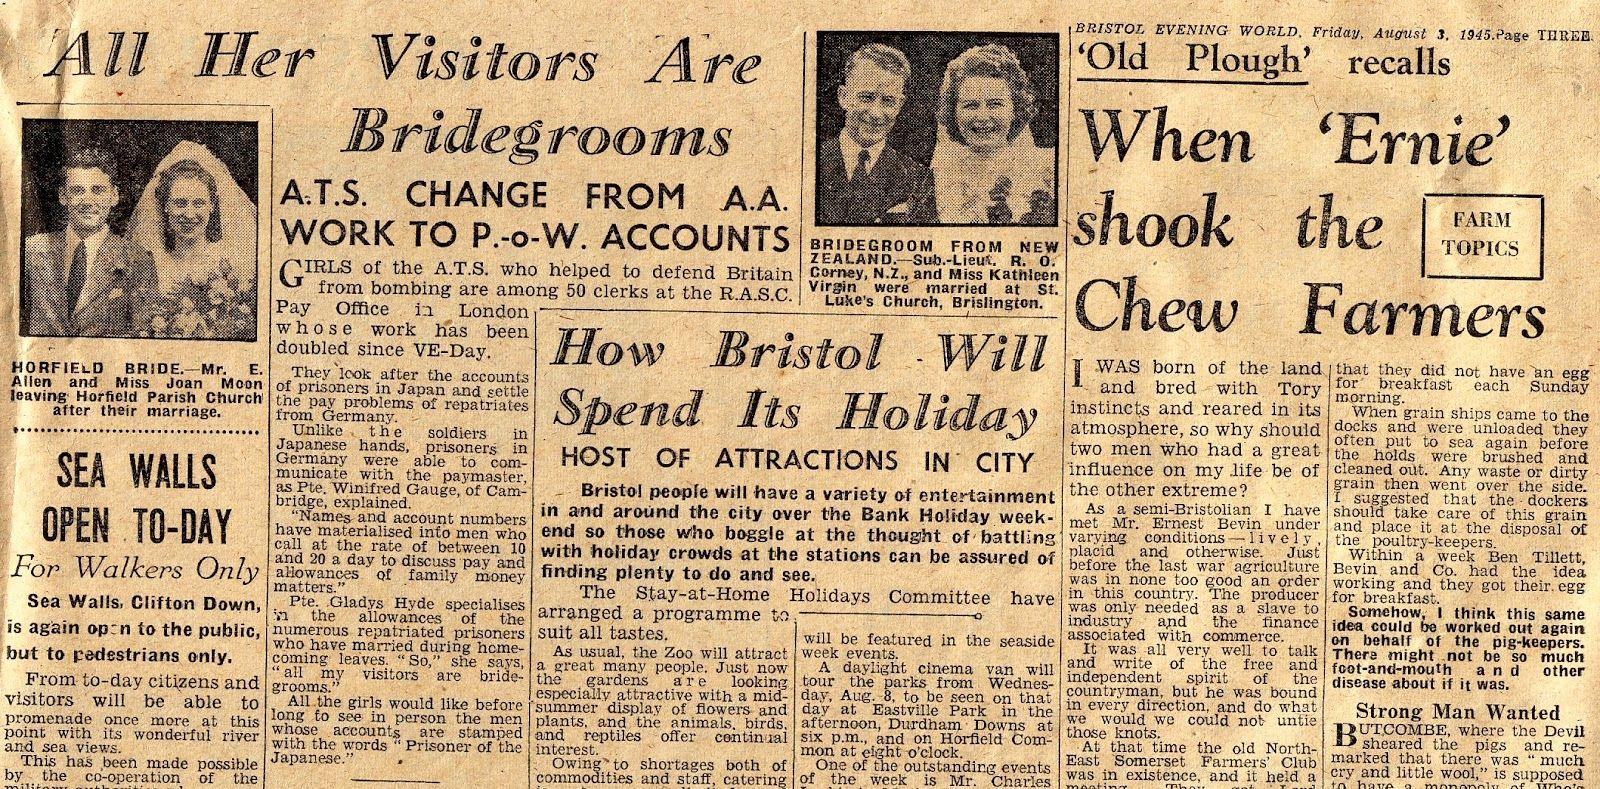 BRISTOL EVENING WORLD, Friday, August 3, 1945. Page THREE.
All Her Visitors Are
Bridegrooms
A.T.S. CHANGE FROM A.A.
WORK TO P.-o-W. ACCOUNTS
GIRLS of the A.T.S. who helped to defend Britain
from bombing are among 50 clerks at the R.A.S.C.
Pay Office in London
whose work has been
doubled since VE-Day.
They look after the accounts
of prisoners in Japan and settle
the pay problems of repatriates
from Germany.
Unlike the soldiers in
Japanese hands, prisoners in
Germany were able to com-
municate with the paymaster,
as Pte. Winifred Gauge, of Cam-
bridge, explained.
"Names and account numbers
have materialised into men who
call at the rate of between 10
and 20 a day to discuss pay and
allowances of family money
matters."
Pte. Gladys Hyde specialises
in the allowances of the
numerous repatriated prisoners
who have married during home-
coming leaves. "So," she says,
"all my visitors are bride-
grooms."
All the girls would like before
long to see in person the men
whose accounts are stamped
with the words "Prisoner of the
Japanese."
HORFIELD BRIDE.—Mr. E.
Allen and Miss Joan Moon
leaving Horfield Parish Church
after their marriage.
SEA WALLS
OPEN TO-DAY
For Walkers Only
Sea Walls, Clifton Down,
is again open to the public,
but to pedestrians only.
From to-day citizens and
visitors will be able to
promenade once more at this
point with its wonderful river
and sea views.
This has been made possible
by the co-operation of the
BRIDEGROOM FROM NEW
ZEALAND.—Sub.-Lieut. R. O.
Corney, N.Z., and Miss Kathleen
Virgin were married at St.
Luke's Church, Brislington.
How Bristol Will
Spend Its Holiday
HOST OF ATTRACTIONS IN CITY
Bristol people will have a variety of entertainment
in and around the city over the Bank Holiday week-
end so those who boggle at the thought of battling
with holiday crowds at the stations can be assured of
finding plenty to do and see.
The Stay-at-Home Holidays Committee have
arranged a programme to
suit all tastes.
As usual, the Zoo will attract
a great many people. Just now
the gardens are looking
especially attractive with a mid-
summer display of flowers and
plants, and the animals, birds,
and reptiles offer continual
interest.
Owing to shortages both of
commodities and staff, catering
will be featured in the seaside
week events.
A daylight cinema van will
tour the parks from Wednes-
day, Aug. 8, to be seen on that
day at Eastville Park in the
afternoon, Durdham Downs at
six p.m., and on Horfield Com-
mon at eight o'clock.
One of the outstanding events
of the week is Mr. Charles
'Old Plough' recalls
When 'Ernie'
shook the
Chew Farmers
FARM
TOPICS
I WAS born of the land
and bred with Tory
instincts and reared in its
atmosphere, so why should
two men who had a great
influence on my life be of
the other extreme?
As a semi-Bristolian I have
met Mr. Ernest Bevin under
varying conditions—lively,
placid and otherwise. Just
before the last war agriculture
was in none too good an order
in this country. The producer
was only needed as a slave to
industry and the finance
associated with commerce.
It was all very well to talk
and write of the free and
independent spirit of the
countryman, but he was bound
in every direction, and do what
we would we could not untie
those knots.
At that time the old North-
East Somerset Farmers' Club
was in existence, and it held a
that they did not have an egg
for breakfast each Sunday
morning.
When grain ships came to the
docks and were unloaded they
often put to sea again before
the holds were brushed and
cleaned out. Any waste or dirty
grain then went over the side.
I suggested that the dockers
should take care of this grain
and place it at the disposal of
the poultry-keepers.
Within a week Ben Tillett,
Bevin and Co. had the idea
working and they got their egg
for breakfast.
Somehow, I think this same
idea could be worked out again
on behalf of the pig-keepers.
There might not be so much
foot-and-mouth and other
disease about if it was.
Strong Man Wanted
BUTCOMBE, where the Devil
sheared the pigs and re-
marked that there was "much
cry and little wool," is supposed